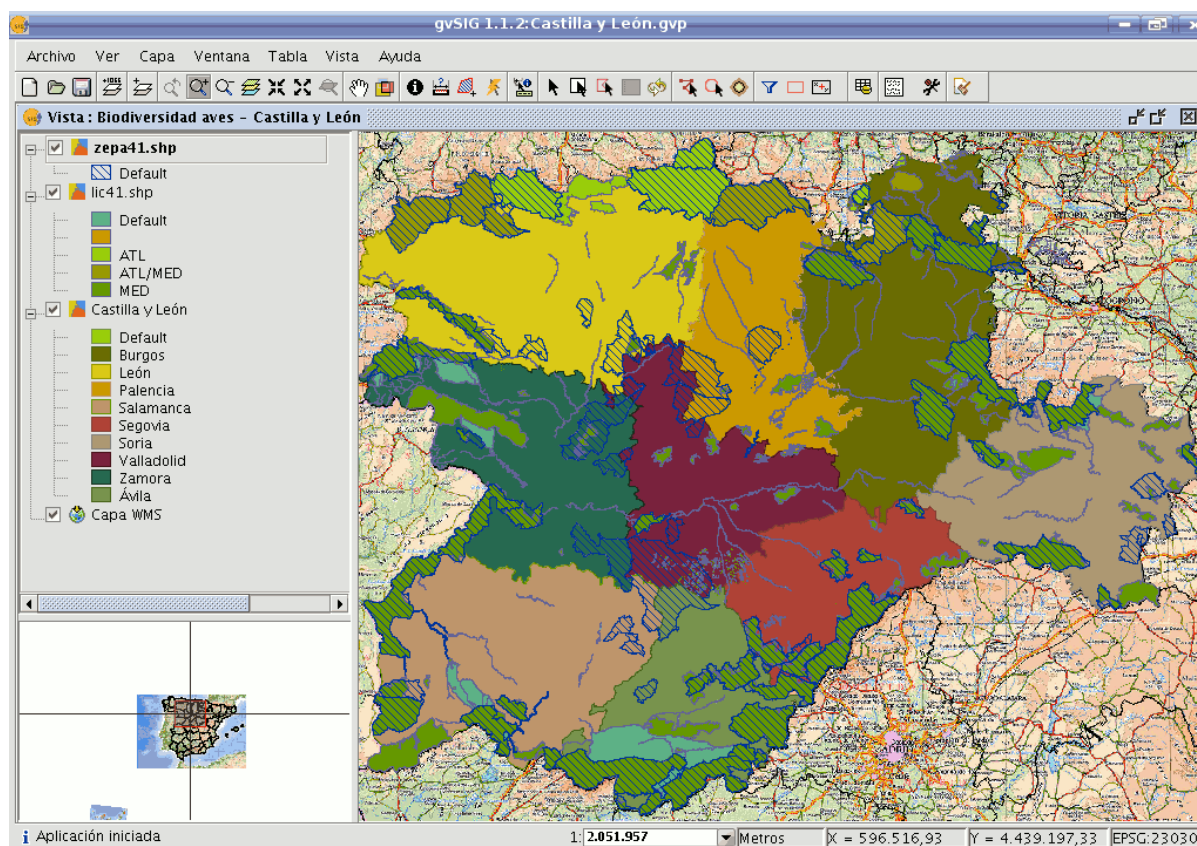 gvSIG 1.1.2:Castilla y León.gvp
Archivo Ver Capa Ventana Tabla Vista Ayuda
Vista : Biodiversidad aves – Castilla y León
zepa41.shp
Default
lic41.shp
Default
ATL
ATL/MED
MED
Castilla y León
Default
Burgos
León
Palencia
Salamanca
Segovia
Soria
Valladolid
Zamora
Ávila
Capa WMS
Aplicación iniciada
1: 2.051.957
Metros
X = 596.516,93
Y = 4.439.197,33
EPSG:23030